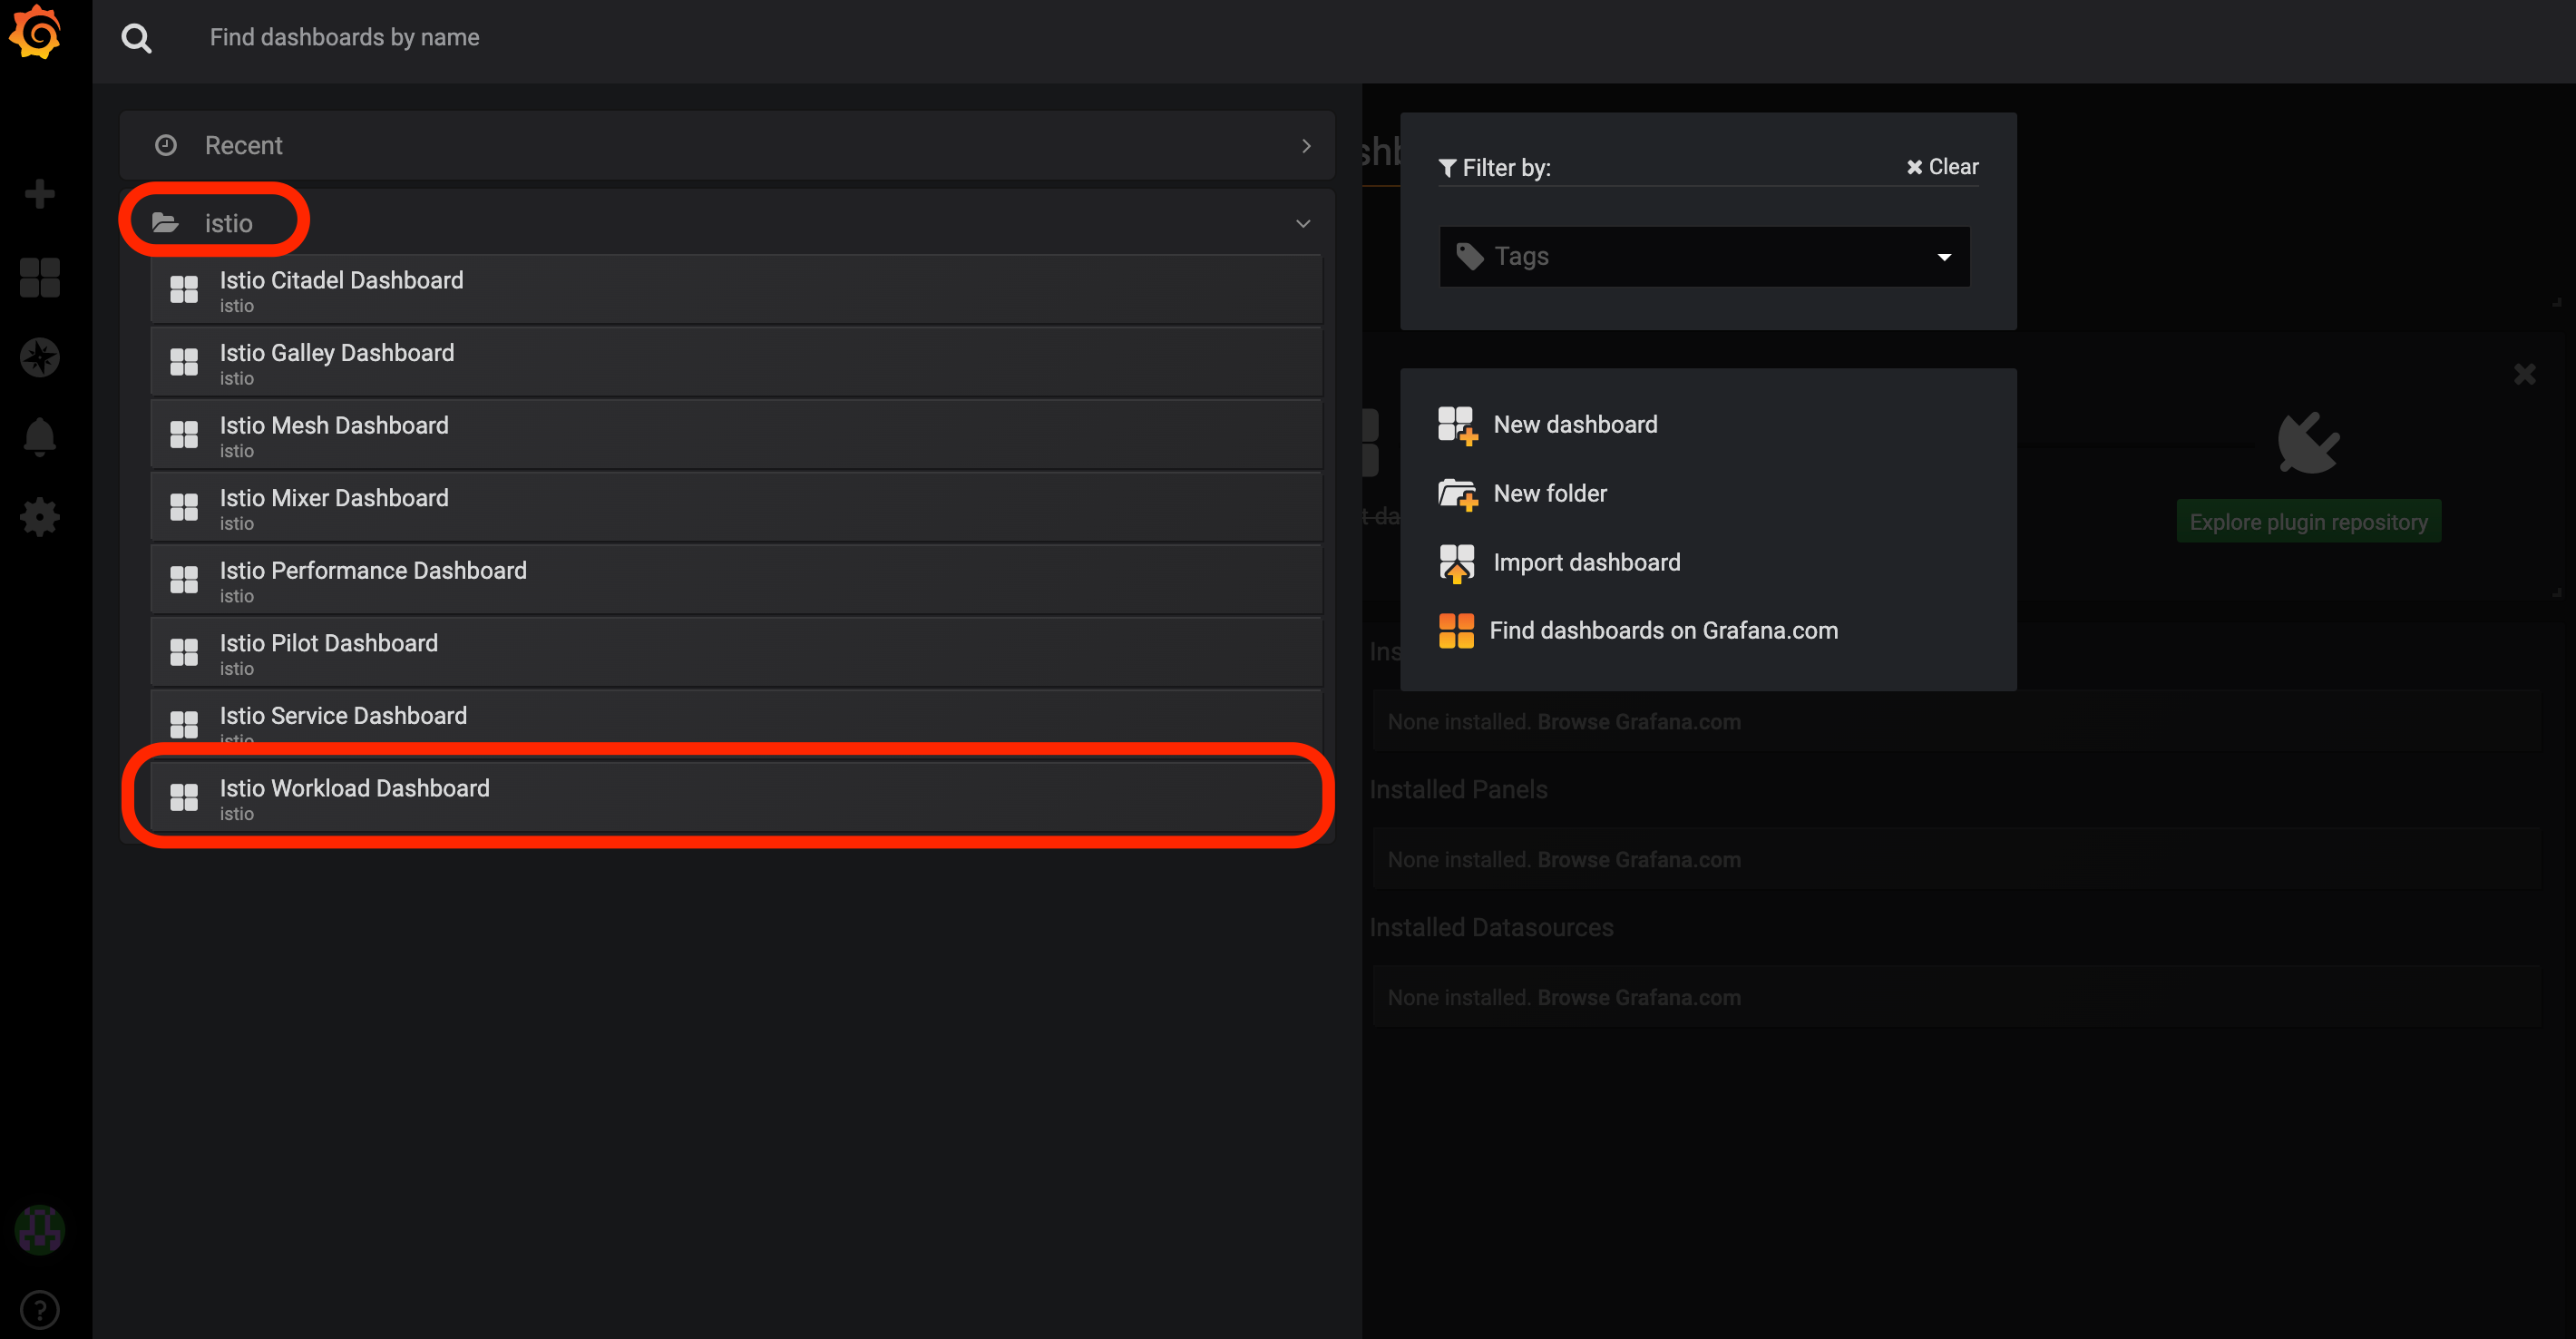 Find dashboards by name
Recent
istio
Istio Citadel Dashboard
istio
Istio Galley Dashboard
istio
Istio Mesh Dashboard
istio
Istio Mixer Dashboard
istio
Istio Performance Dashboard
istio
Istio Pilot Dashboard
istio
Istio Service Dashboard
istio
Istio Workload Dashboard
istio
Filter by:
Clear
Tags
New dashboard
New folder
Import dashboard
Find dashboards on Grafana.com
Explore plugin repository
None installed. Browse Grafana.com
Installed Panels
None installed. Browse Grafana.com
Installed Datasources
None installed. Browse Grafana.com